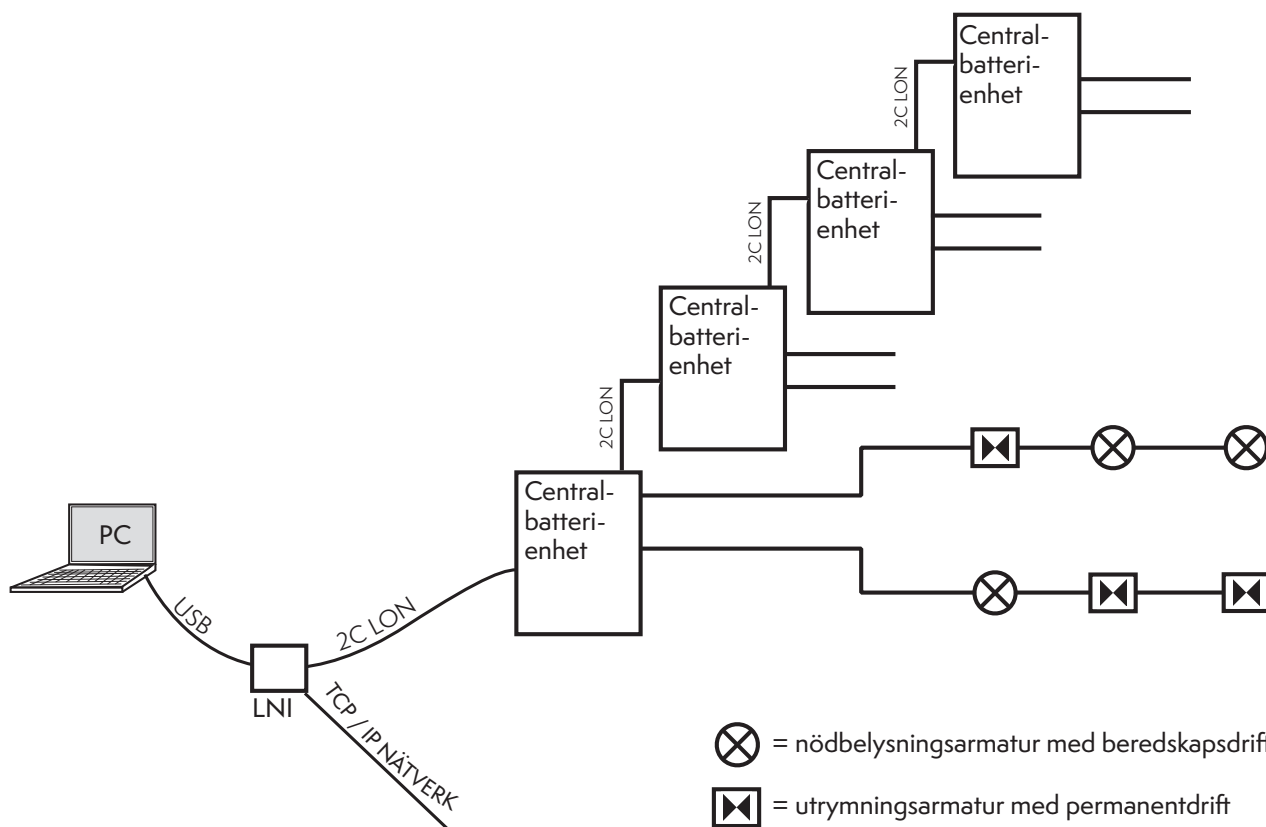 Central-
batteri-
enhet
2C LON
Central-
batteri-
enhet
2C LON
Central-
batteri-
enhet
2C LON
Central-
batteri-
enhet
PC
USB
2C LON
LNI
TCP / IP NÄTVERK
= nödbelysningsarmatur med beredskapsdrift
= utrymningsarmatur med permanentdrift